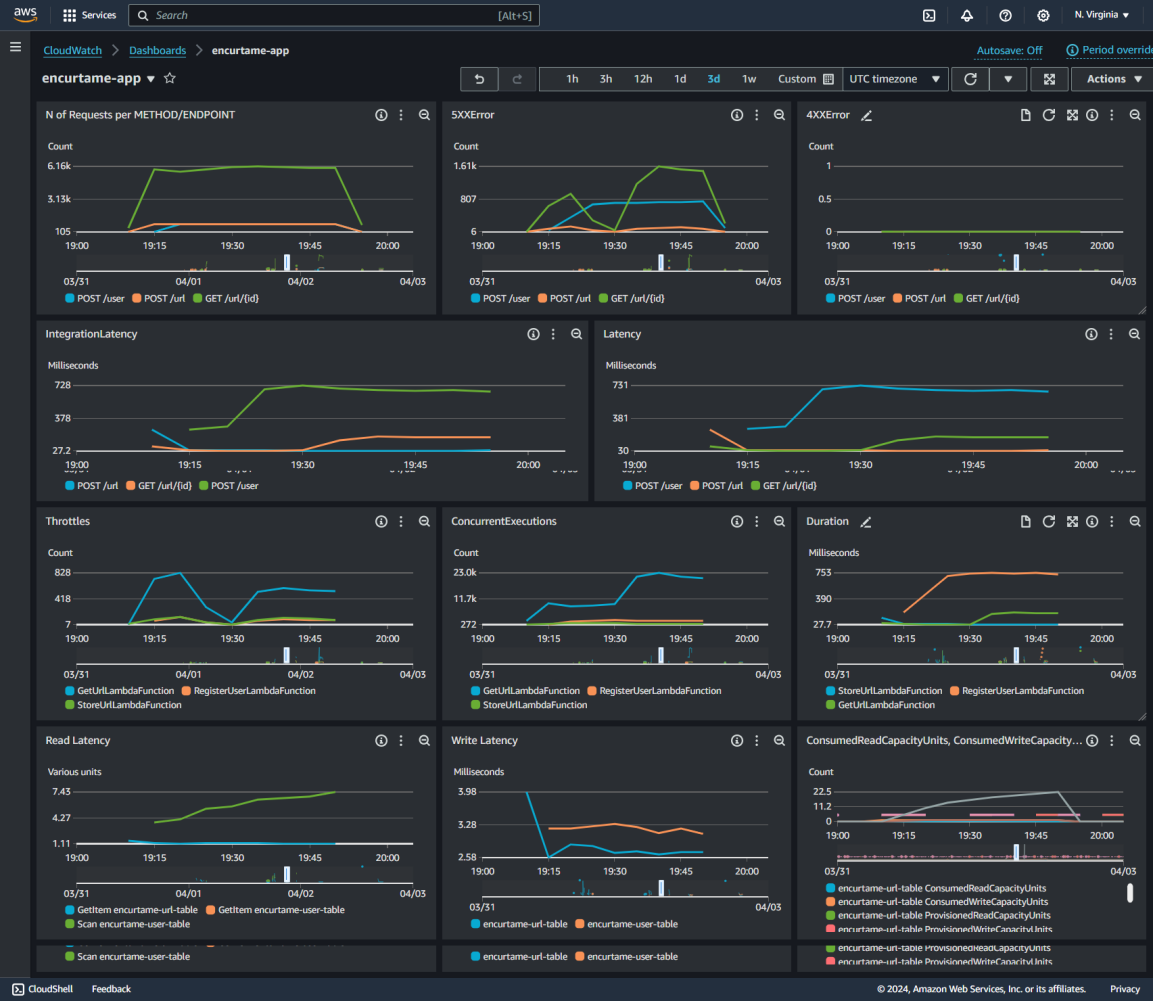 aws Services Search [Alt+S] N. Virginia
CloudWatch Dashboards encurtame-app Autosave: Off Period override
encurtame-app 1h 3h 12h 1d 3d 1w Custom UTC timezone Actions
N of Requests per METHOD/ENDPOINT
Count
6.16k
3.13k
105
19:00 19:15 19:30 19:45 20:00
03/31 04/01 04/02 04/03
POST /user POST /url GET /url/{id}
5XXError
Count
1.61k
807
6
19:00 19:15 19:30 19:45 20:00
03/31 04/03
POST /user POST /url GET /url/{id}
4XXError
Count
1
0.5
0
19:00 19:15 19:30 19:45 20:00
03/31 04/03
POST /user POST /url GET /url/{id}
IntegrationLatency
Milliseconds
728
378
27.2
19:00 19:15 19:30 19:45 20:00
POST /url GET /url/{id} POST /user
Latency
Milliseconds
731
381
30
19:00 19:15 19:30 19:45 20:00
POST /user POST /url GET /url/{id}
Throttles
Count
828
418
7
19:00 19:15 19:30 19:45 20:00
03/31 04/01 04/02 04/03
GetUrlLambdaFunction RegisterUserLambdaFunction
StoreUrlLambdaFunction
ConcurrentExecutions
Count
23.0k
11.7k
272
19:00 19:15 19:30 19:45 20:00
03/31 04/03
GetUrlLambdaFunction RegisterUserLambdaFunction
StoreUrlLambdaFunction
Duration
Milliseconds
753
390
27.7
19:00 19:15 19:30 19:45 20:00
03/31 04/03
StoreUrlLambdaFunction RegisterUserLambdaFunction
GetUrlLambdaFunction
Read Latency
Various units
7.43
4.27
1.11
19:00 19:15 19:30 19:45 20:00
03/31 04/01 04/02 04/03
GetItem encurtame-url-table GetItem encurtame-user-table
Scan encurtame-user-table
Write Latency
Milliseconds
3.98
3.28
2.58
19:00 19:15 19:30 19:45 20:00
03/31 04/03
encurtame-url-table encurtame-user-table
ConsumedReadCapacityUnits, ConsumedWriteCapacity...
Count
22.5
11.2
0
19:00 19:15 19:30 19:45 20:00
03/31 04/03
encurtame-url-table ConsumedReadCapacityUnits
encurtame-url-table ConsumedWriteCapacityUnits
encurtame-url-table ProvisionedReadCapacityUnits
encurtame-url-table ProvisionedWriteCapacityUnits
Scan encurtame-user-table
encurtame-url-table encurtame-user-table
encurtame-url-table ProvisionedReadCapacityUnits
encurtame-url-table ProvisionedWriteCapacityUnits
CloudShell Feedback © 2024, Amazon Web Services, Inc. or its affiliates. Privacy